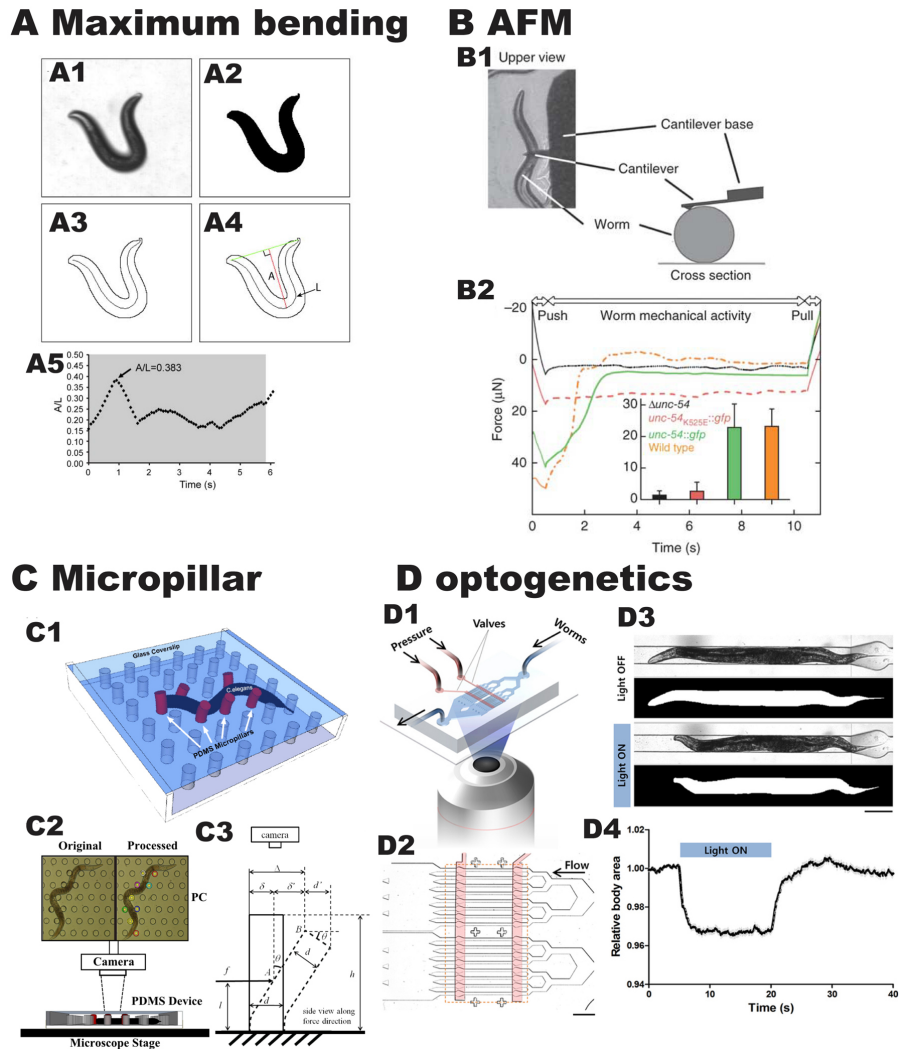 A Maximum bending
A1
A2
A3
A4
A
L
A5
A/L=0.383
0.50
0.45
0.40
0.35
0.30
0.25
0.20
0.15
0.10
0.05
0.00
A/L
0 1 2 3 4 5 6
Time (s)
B AFM
B1 Upper view
Cantilever base
Cantilever
Worm
Cross section
B2
Push Worm mechanical activity Pull
−20
0
20
40
Force (µN)
30
20
10
0
Δunc-54
unc-54K525E::gfp
unc-54::gfp
Wild type
0 2 4 6 8 10
Time (s)
C Micropillar
C1
Glass Coverslip
C.elegans
PDMS Micropillars
C2
Original Processed
PC
Camera
PDMS Device
Microscope Stage
C3
camera
Δ
δ δ' d'
B
θ
θ
f
A
d
h
l
d
side view along
force direction
D optogenetics
D1
Valves
Pressure
Worms
D2
Flow
D3
Light OFF
Light ON
D4
1.02
1.00
0.98
0.96
0.94
Relative body area
Light ON
0 10 20 30 40
Time (s)